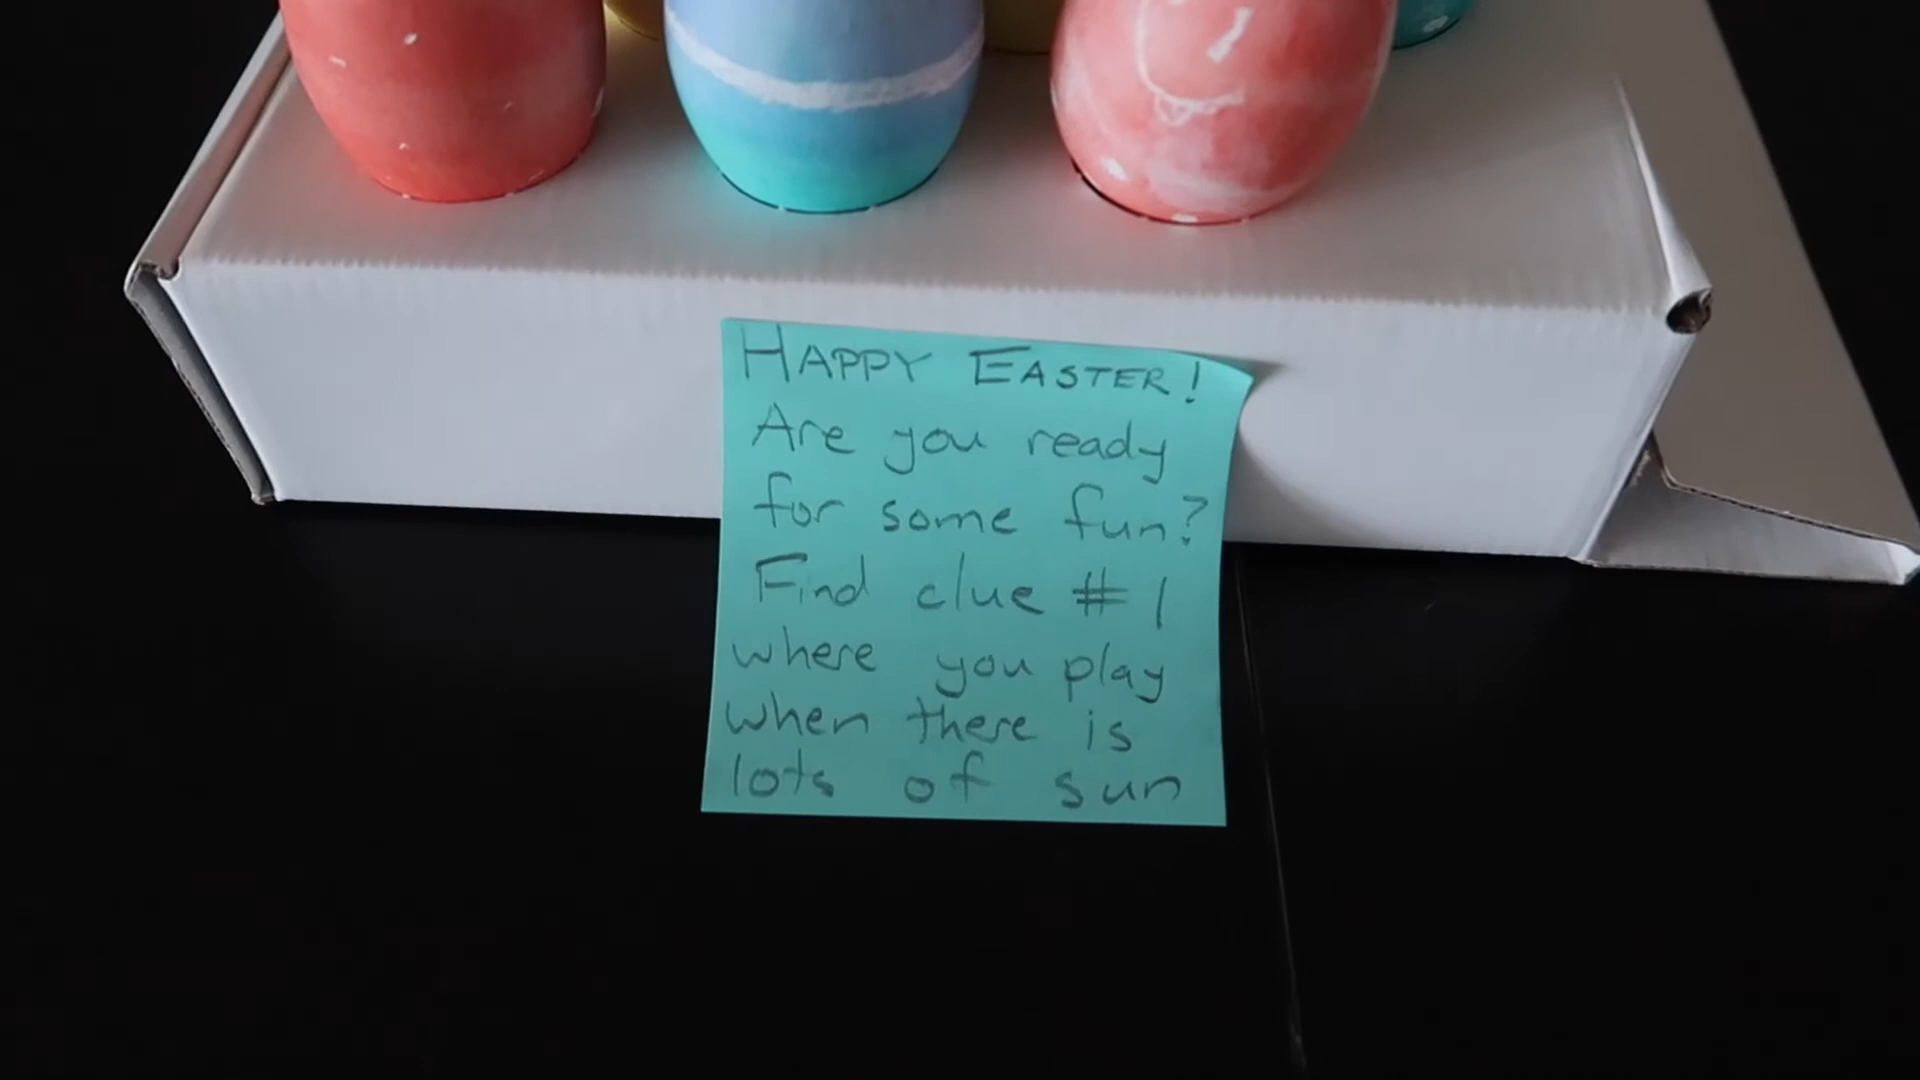 HAPPY EASTER!
Are you ready
for some fun?
Find clue #1
where you play
when there is
lots of sun